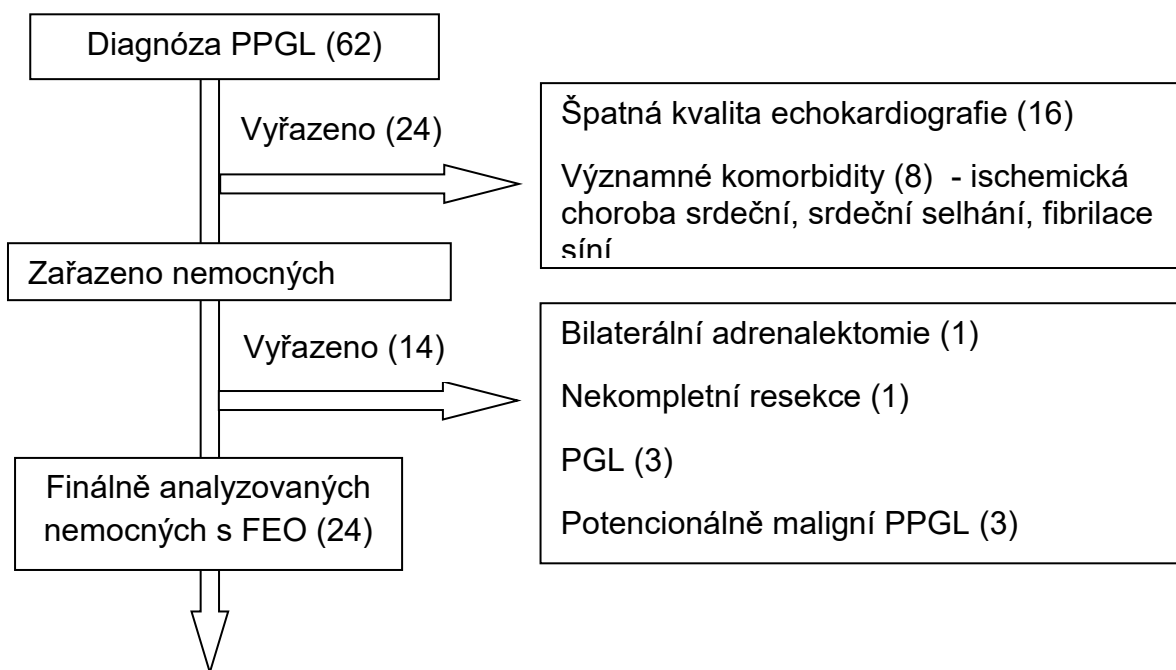 Diagnóza PPGL (62)
Vyřazeno (24)
Špatná kvalita echokardiografie (16)
Významné komorbidity (8) - ischemická
choroba srdeční, srdeční selhání, fibrilace
síní
Zařazeno nemocných
Vyřazeno (14)
Bilaterální adrenalektomie (1)
Nekompletní resekce (1)
PGL (3)
Potencionálně maligní PPGL (3)
Finálně analyzovaných
nemocných s FEO (24)